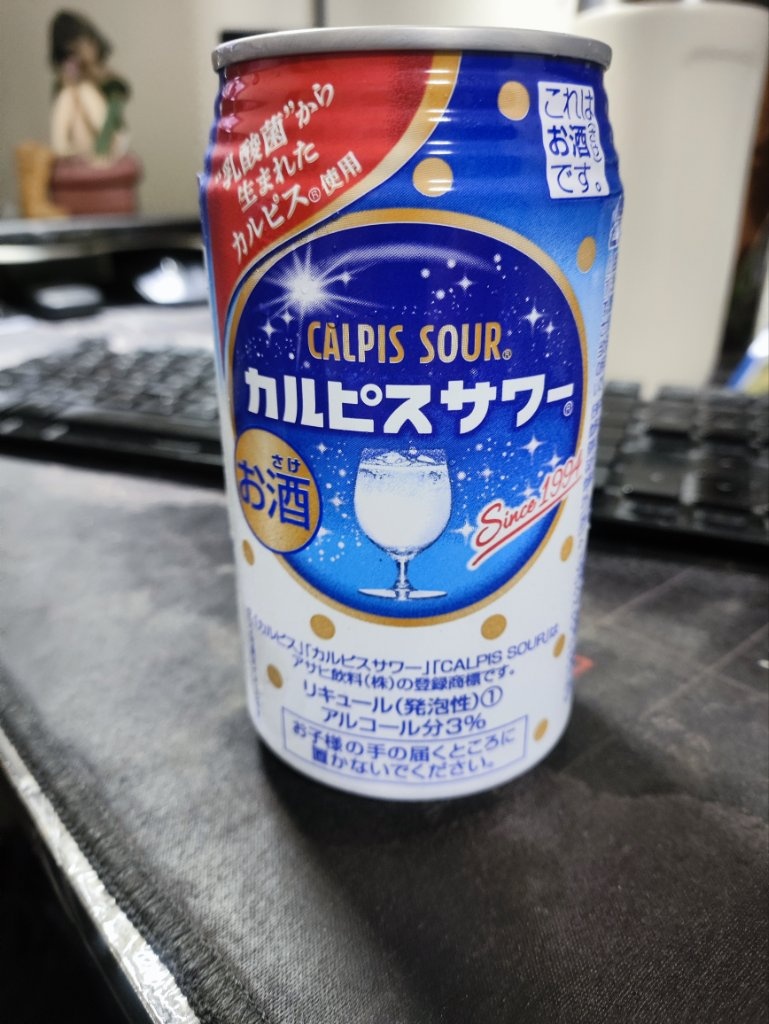 "乳酸菌"から
生まれた
カルピス®使用
これは
お酒(さけ)
です。
CALPIS SOUR®
カルピスサワー®
さけ
お酒
Since 1994
「カルピス」「カルピスサワー」「CALPIS SOUR」は
アサヒ飲料(株)の登録商標です。
リキュール(発泡性)①
アルコール分3%
お子様の手の届くところに
置かないでください。